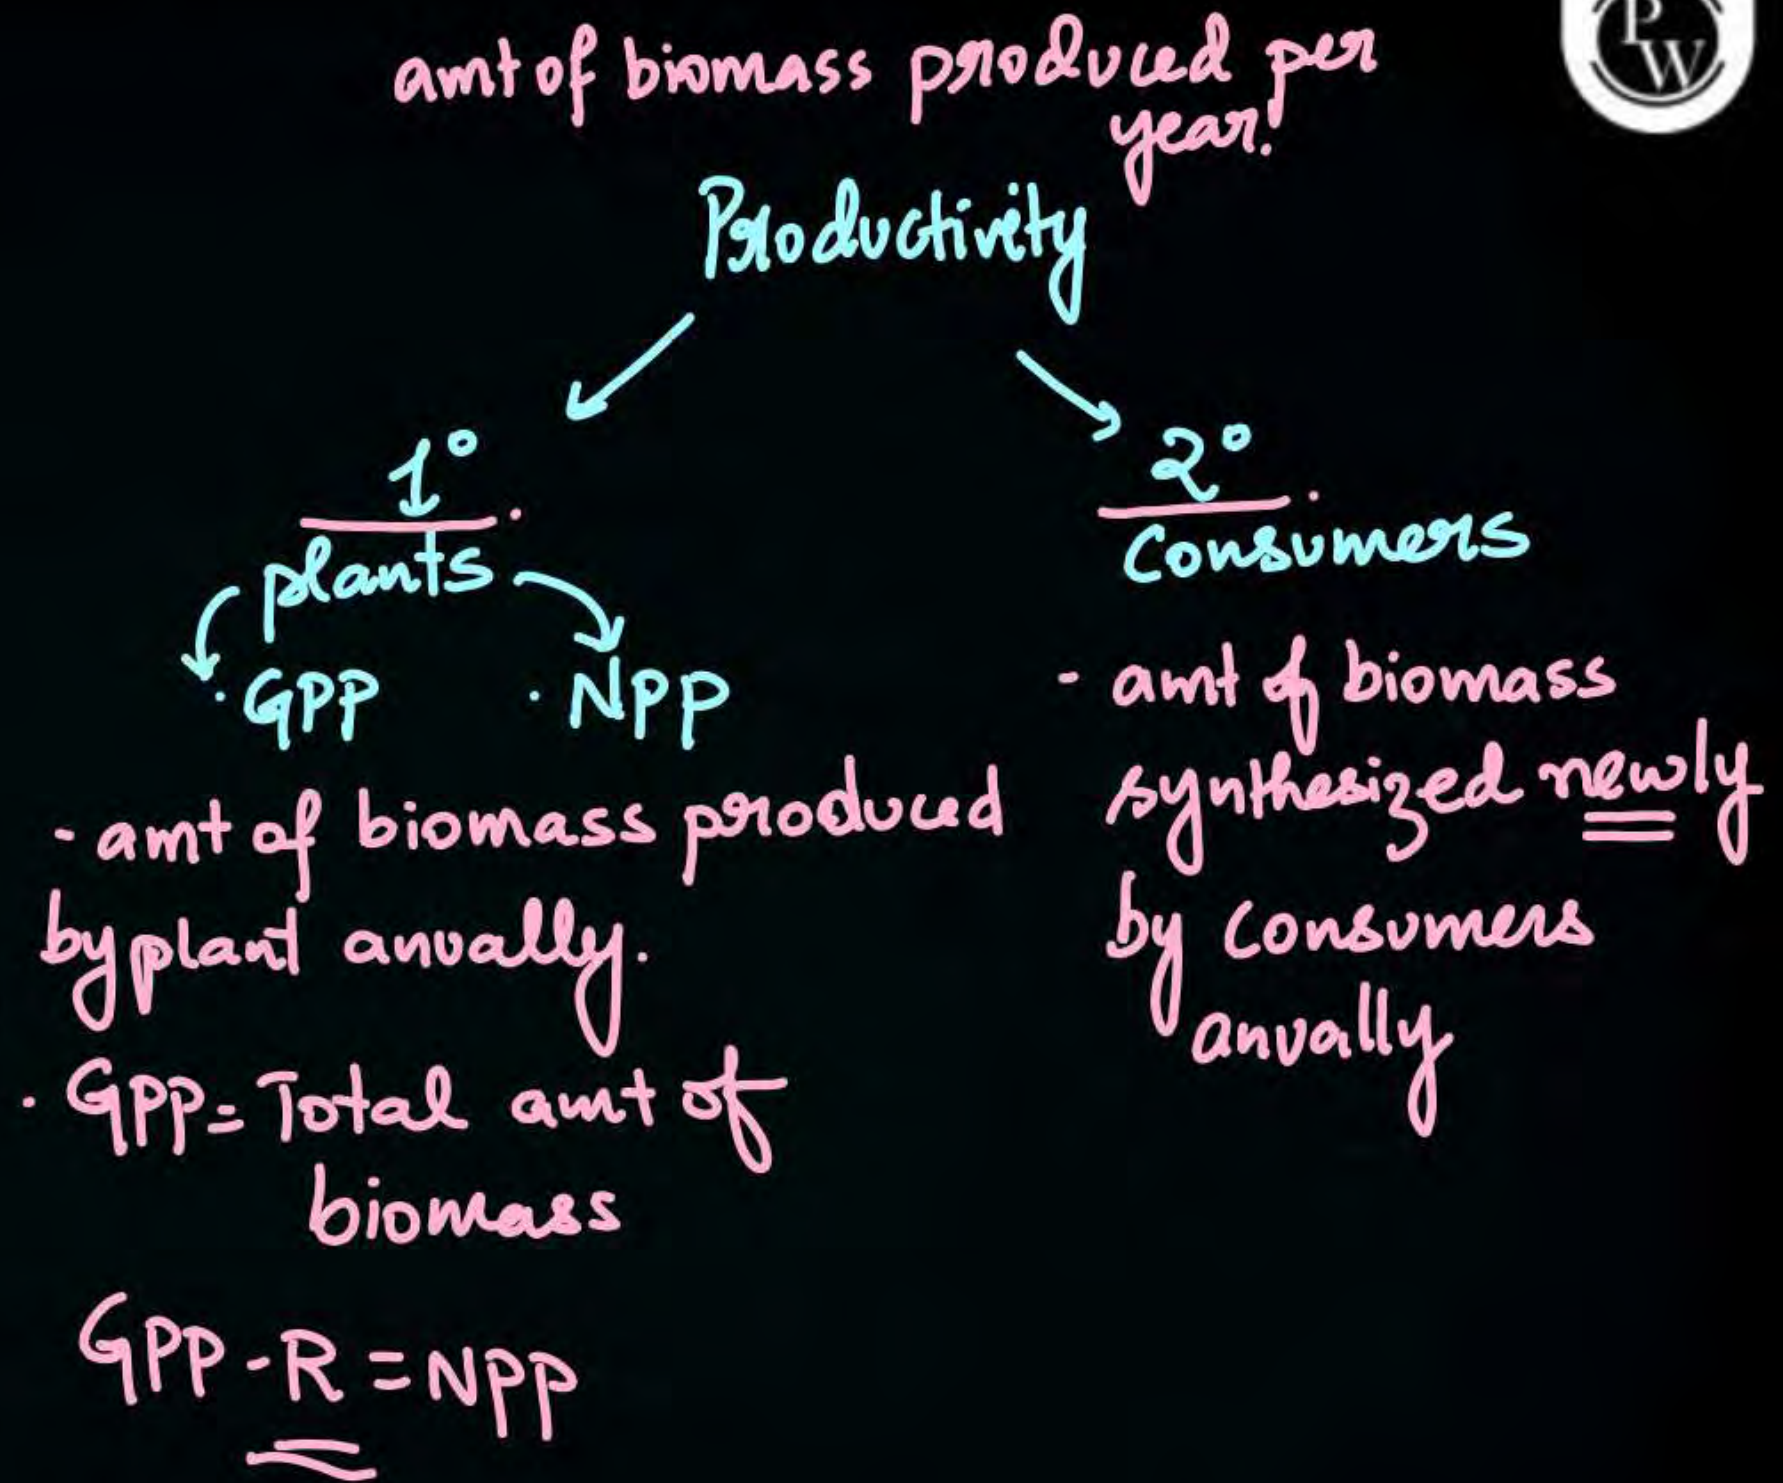 PW
amt of biomass produced per
year!
Productivity
1°
plants
GPP
NPP
- amt of biomass produced
by plant anually.
· GPP = Total amt of
biomass
GPP - R = NPP
2°
Consumers
- amt of biomass
synthesized newly
by consumers
anually